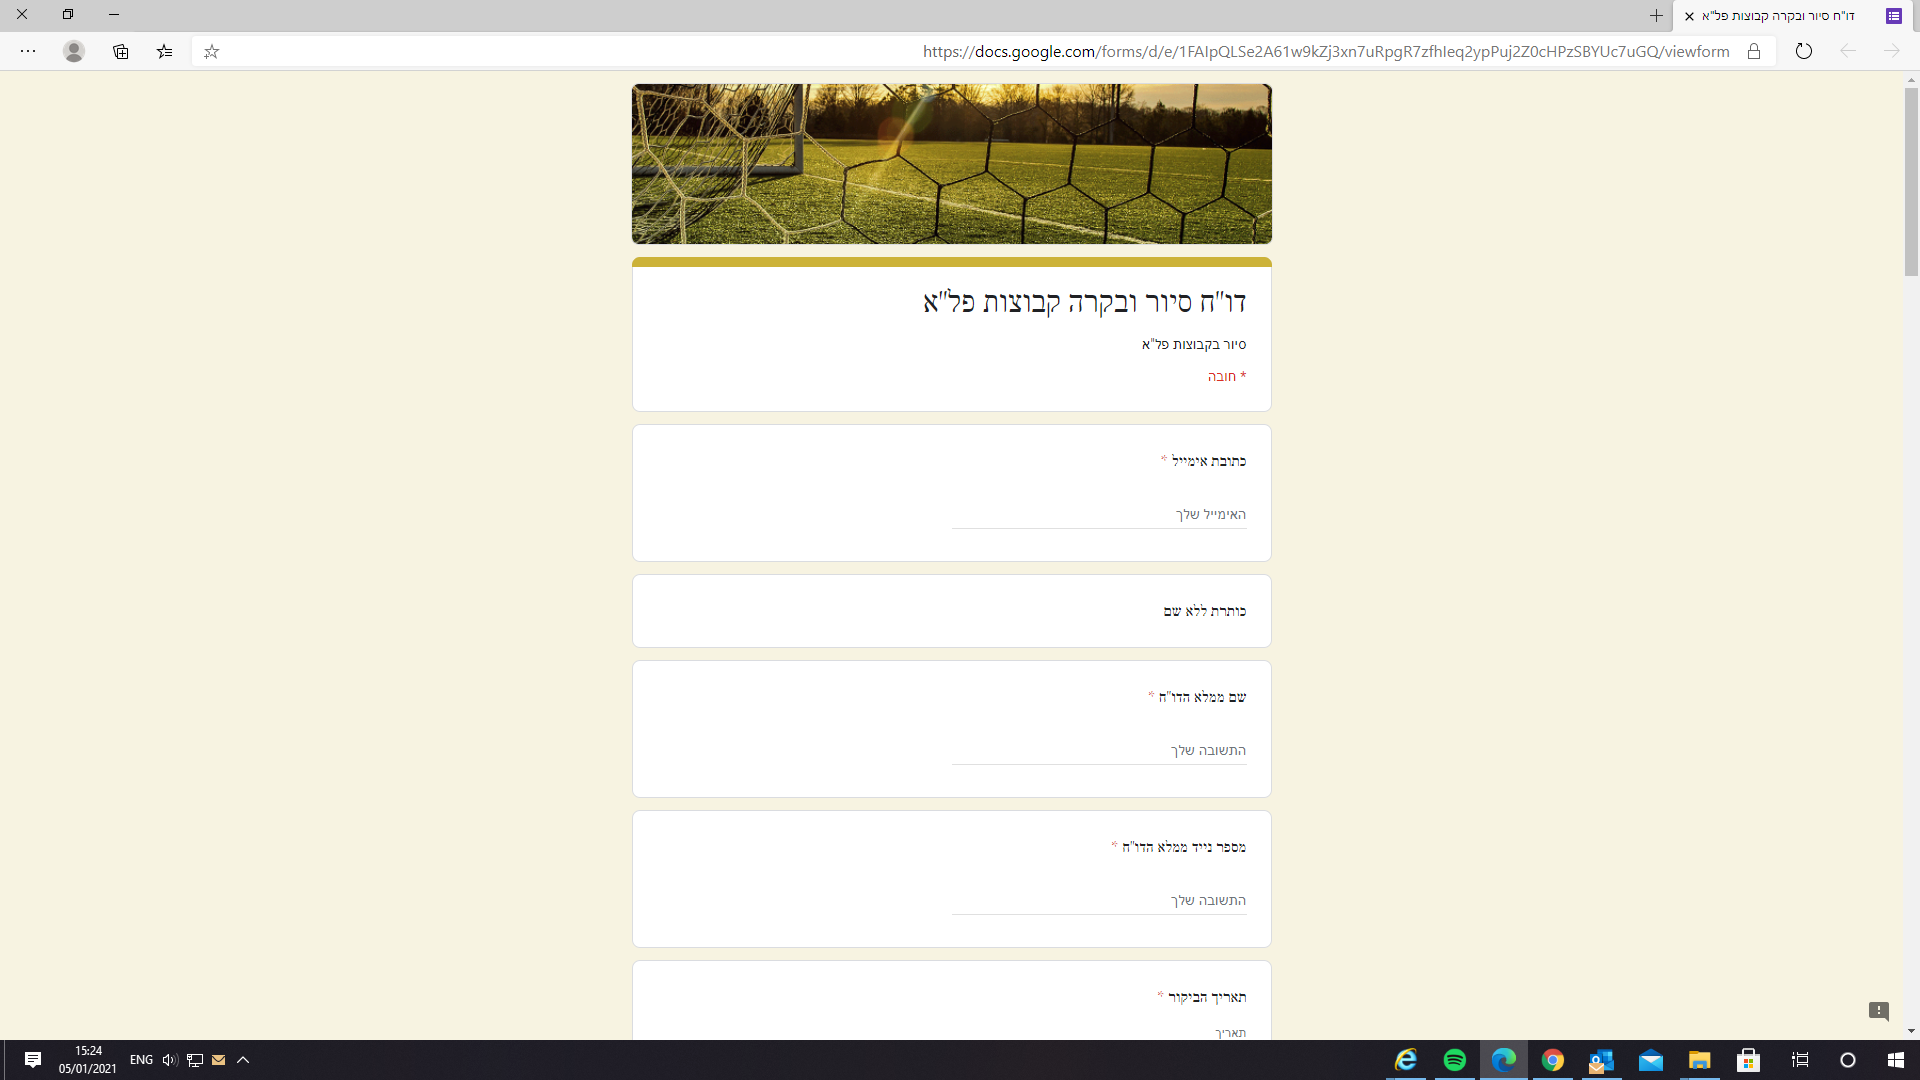 דו"ח סיור ובקרה קבוצות פל"א
https://docs.google.com/forms/d/e/1FAIpQLSe2A61w9kZj3xn7uRpgR7zfhIeq2ypPuj2Z0cHPzSBYUc7uGQ/viewform
דו"ח סיור ובקרה קבוצות פל"א
סיור בקבוצות פל"א
* חובה
כתובת אימייל *
האימייל שלך
כותרת ללא שם
שם ממלא הדו"ח *
התשובה שלך
מספר נייד ממלא הדו"ח *
התשובה שלך
תאריך הביקור *
תאריך
15:24
ENG
05/01/2021